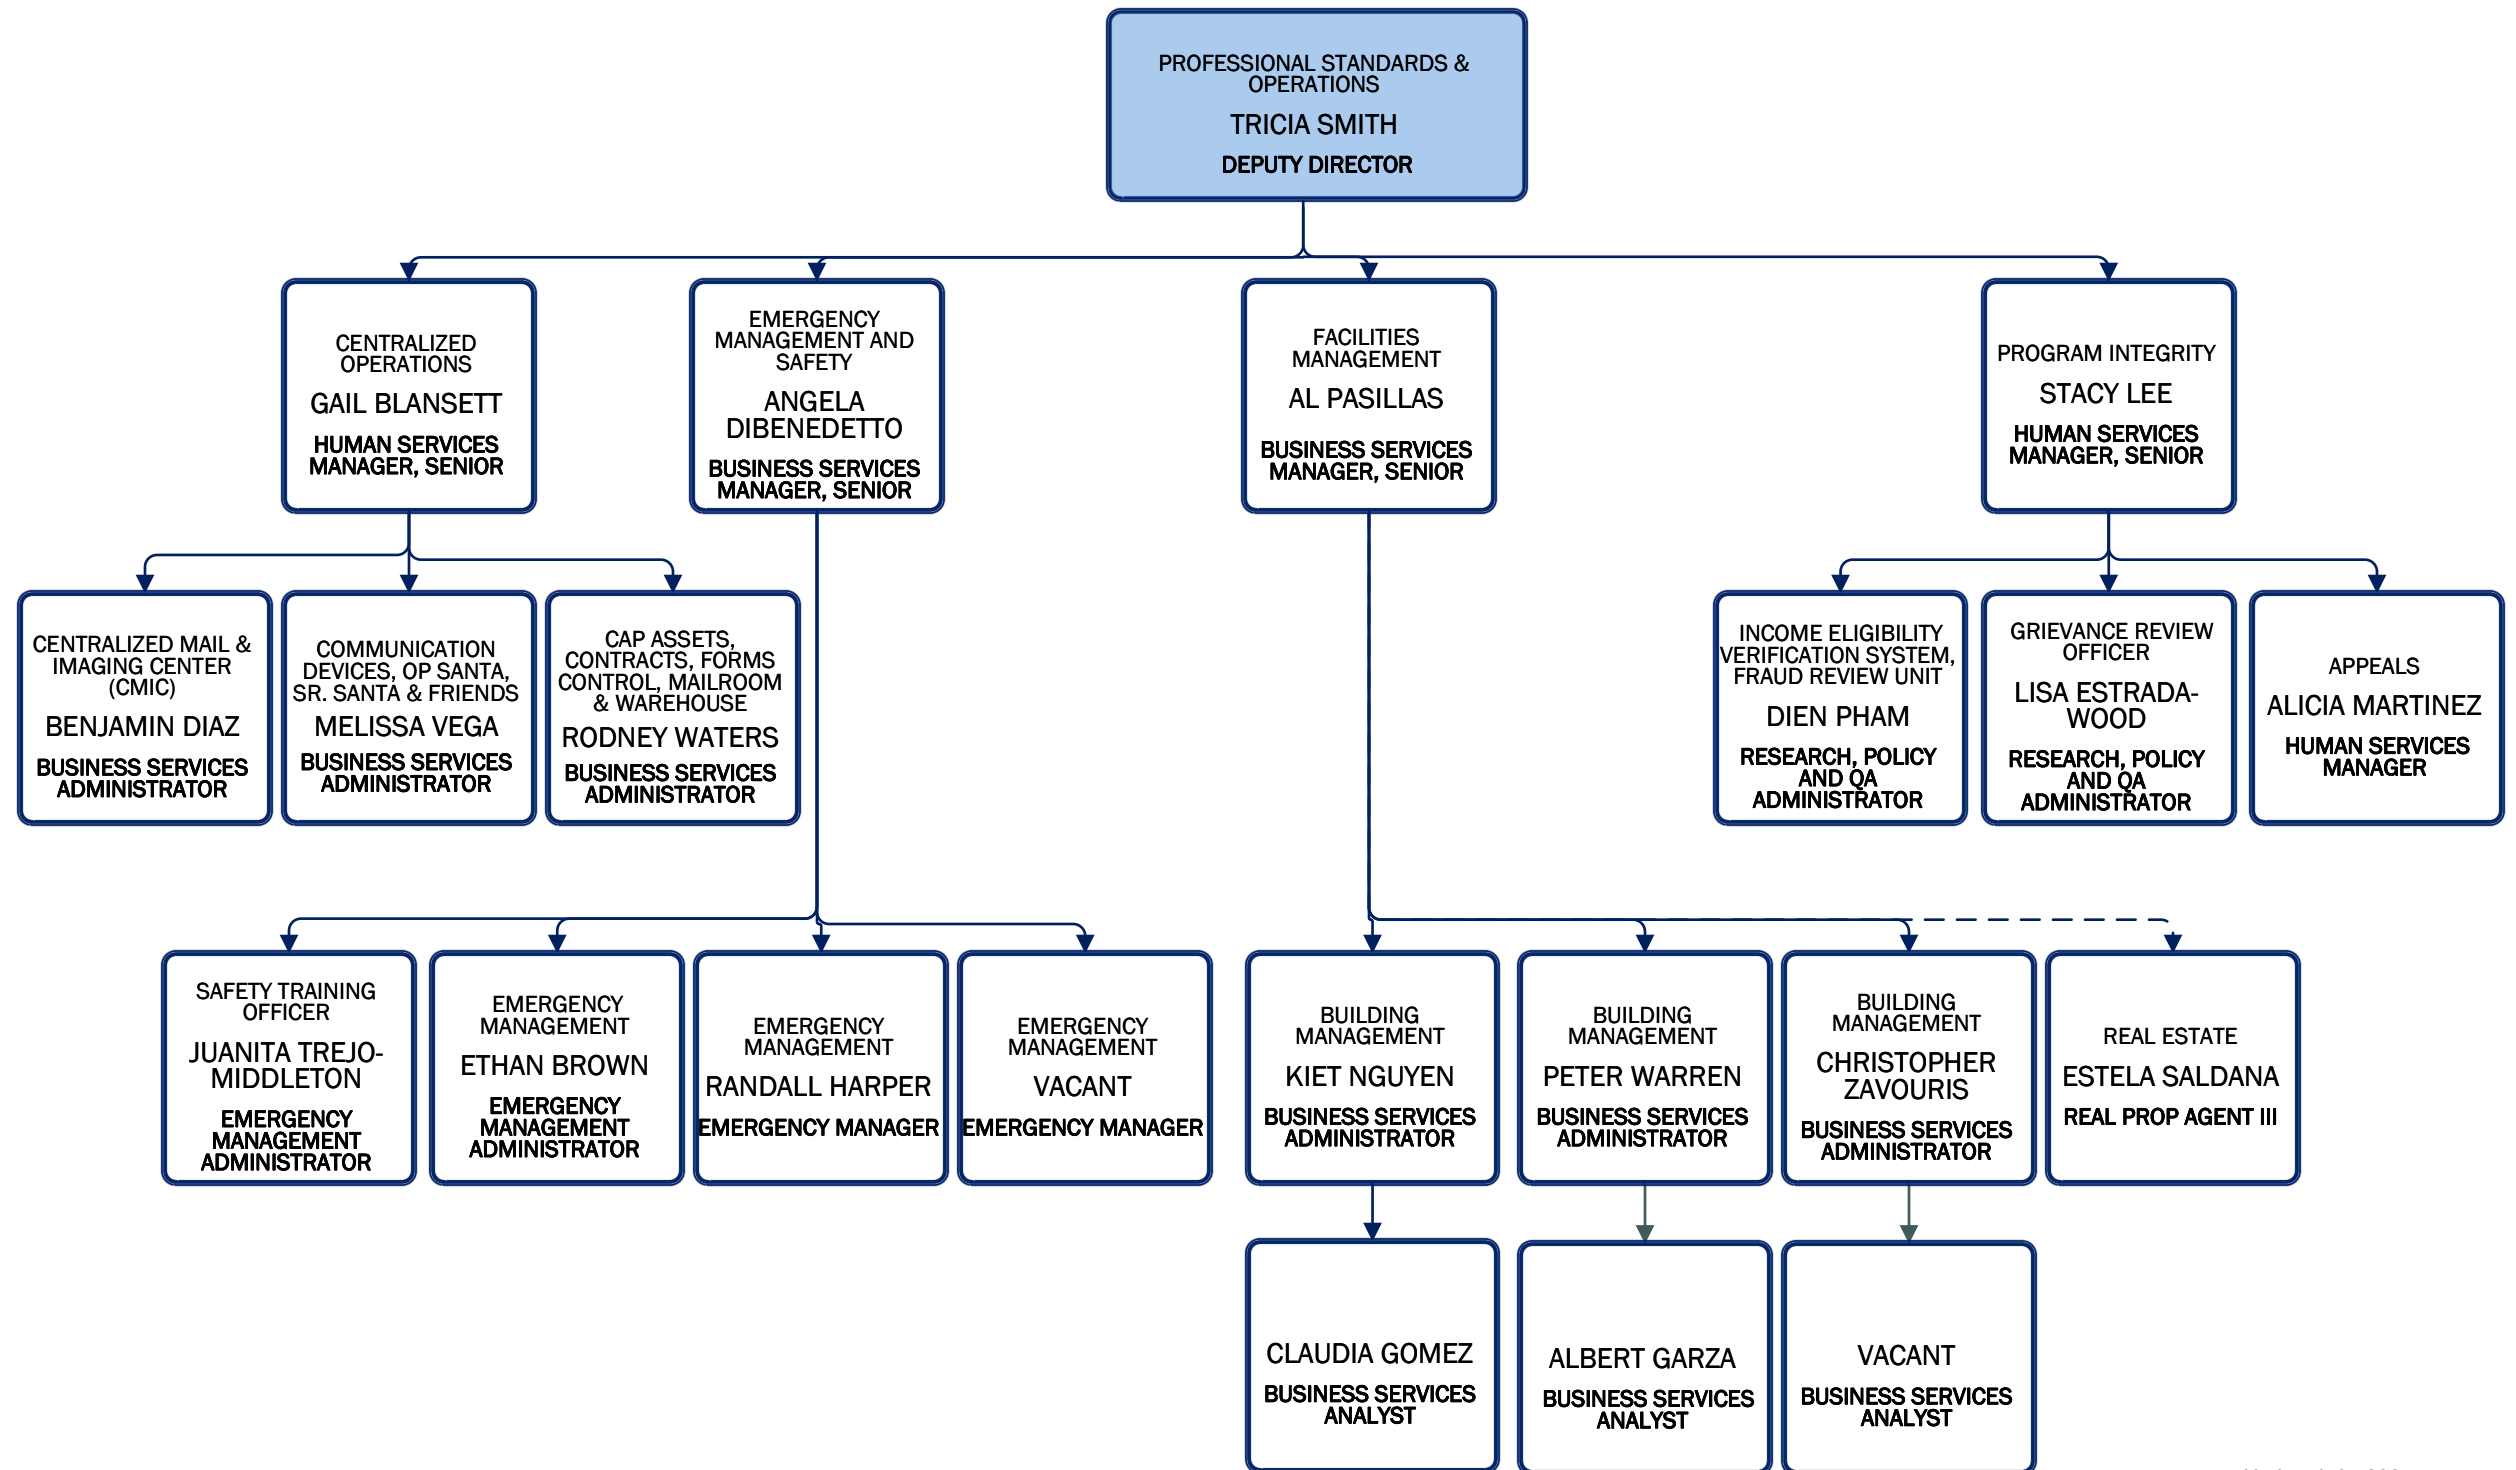 PROFESSIONAL STANDARDS &
OPERATIONS
TRICIA SMITH
DEPUTY DIRECTOR
CENTRALIZED
OPERATIONS
GAIL BLANSETT
HUMAN SERVICES
MANAGER, SENIOR
EMERGENCY
MANAGEMENT AND
SAFETY
ANGELA
DIBENEDETTO
BUSINESS SERVICES
MANAGER, SENIOR
FACILITIES
MANAGEMENT
AL PASILLAS
BUSINESS SERVICES
MANAGER, SENIOR
PROGRAM INTEGRITY
STACY LEE
HUMAN SERVICES
MANAGER, SENIOR
CENTRALIZED MAIL &
IMAGING CENTER
(CMIC)
BENJAMIN DIAZ
BUSINESS SERVICES
ADMINISTRATOR
COMMUNICATION
DEVICES, OP SANTA,
SR. SANTA & FRIENDS
MELISSA VEGA
BUSINESS SERVICES
ADMINISTRATOR
CAP ASSETS,
CONTRACTS, FORMS
CONTROL, MAILROOM
& WAREHOUSE
RODNEY WATERS
BUSINESS SERVICES
ADMINISTRATOR
INCOME ELIGIBILITY
VERIFICATION SYSTEM,
FRAUD REVIEW UNIT
DIEN PHAM
RESEARCH, POLICY
AND QA
ADMINISTRATOR
GRIEVANCE REVIEW
OFFICER
LISA ESTRADA-
WOOD
RESEARCH, POLICY
AND QA
ADMINISTRATOR
APPEALS
ALICIA MARTINEZ
HUMAN SERVICES
MANAGER
SAFETY TRAINING
OFFICER
JUANITA TREJO-
MIDDLETON
EMERGENCY
MANAGEMENT
ADMINISTRATOR
EMERGENCY
MANAGEMENT
ETHAN BROWN
EMERGENCY
MANAGEMENT
ADMINISTRATOR
EMERGENCY
MANAGEMENT
RANDALL HARPER
EMERGENCY MANAGER
EMERGENCY
MANAGEMENT
VACANT
EMERGENCY MANAGER
BUILDING
MANAGEMENT
KIET NGUYEN
BUSINESS SERVICES
ADMINISTRATOR
BUILDING
MANAGEMENT
PETER WARREN
BUSINESS SERVICES
ADMINISTRATOR
BUILDING
MANAGEMENT
CHRISTOPHER
ZAVOURIS
BUSINESS SERVICES
ADMINISTRATOR
REAL ESTATE
ESTELA SALDANA
REAL PROP AGENT III
CLAUDIA GOMEZ
BUSINESS SERVICES
ANALYST
ALBERT GARZA
BUSINESS SERVICES
ANALYST
VACANT
BUSINESS SERVICES
ANALYST